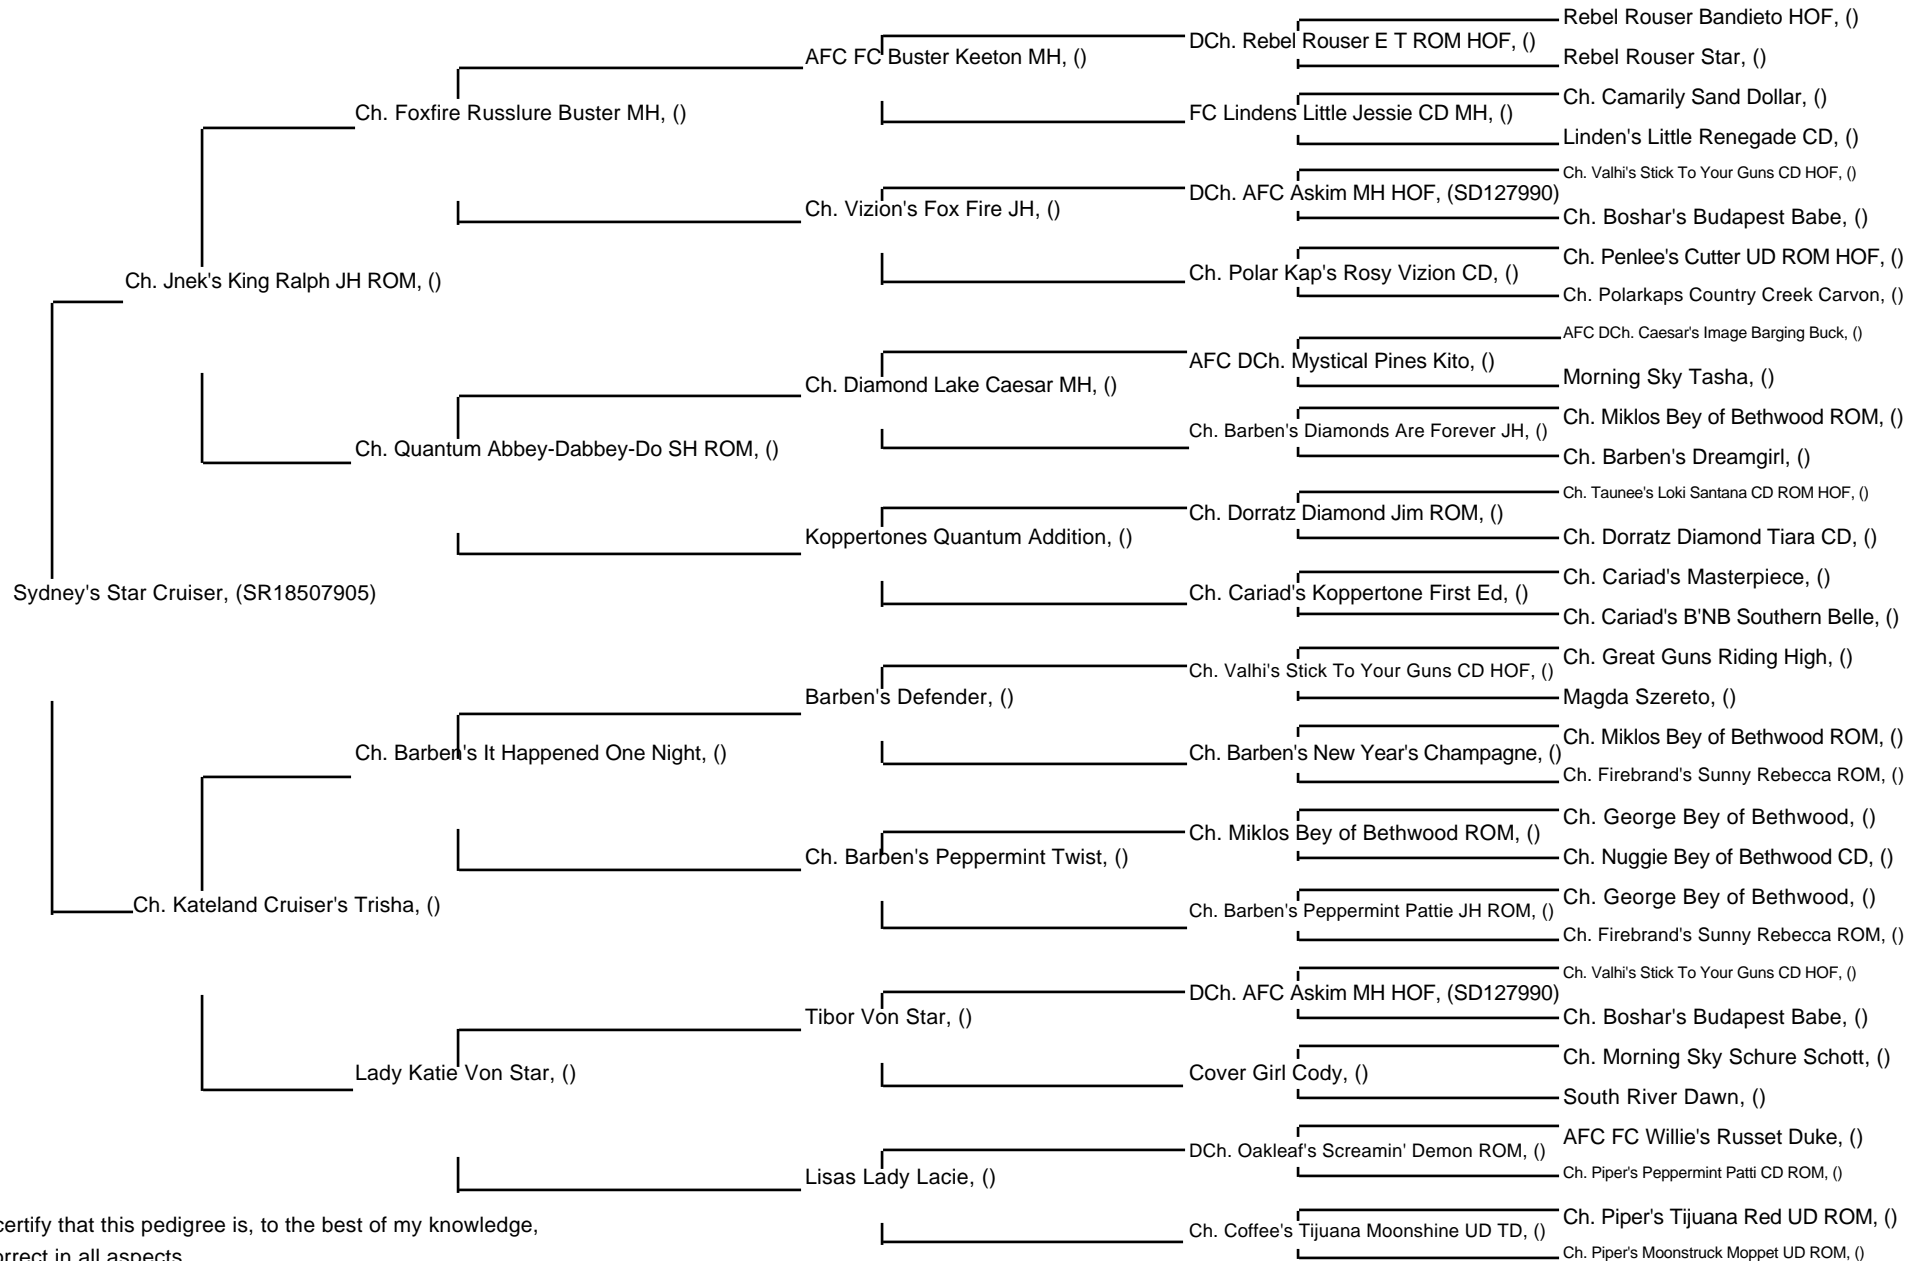 Rebel Rouser Bandieto HOF, ()
DCh. Rebel Rouser E T ROM HOF, ()
AFC FC Buster Keeton MH, ()
Rebel Rouser Star, ()
Ch. Camarily Sand Dollar, ()
Ch. Foxfire Russlure Buster MH, ()
FC Lindens Little Jessie CD MH, ()
Linden's Little Renegade CD, ()
Ch. Valhi's Stick To Your Guns CD HOF, ()
DCh. AFC Askim MH HOF, (SD127990)
Ch. Vizion's Fox Fire JH, ()
Ch. Boshar's Budapest Babe, ()
Ch. Penlee's Cutter UD ROM HOF, ()
Ch. Polar Kap's Rosy Vizion CD, ()
Ch. Jnek's King Ralph JH ROM, ()
Ch. Polarkaps Country Creek Carvon, ()
AFC DCh. Caesar's Image Barging Buck, ()
AFC DCh. Mystical Pines Kito, ()
Ch. Diamond Lake Caesar MH, ()
Morning Sky Tasha, ()
Ch. Miklos Bey of Bethwood ROM, ()
Ch. Barben's Diamonds Are Forever JH, ()
Ch. Quantum Abbey-Dabbey-Do SH ROM, ()
Ch. Barben's Dreamgirl, ()
Ch. Taunee's Loki Santana CD ROM HOF, ()
Ch. Dorratz Diamond Jim ROM, ()
Koppertones Quantum Addition, ()
Ch. Dorratz Diamond Tiara CD, ()
Ch. Cariad's Masterpiece, ()
Sydney's Star Cruiser, (SR18507905)
Ch. Cariad's Koppertone First Ed, ()
Ch. Cariad's B'NB Southern Belle, ()
Ch. Great Guns Riding High, ()
Ch. Valhi's Stick To Your Guns CD HOF, ()
Barben's Defender, ()
Magda Szereto, ()
Ch. Miklos Bey of Bethwood ROM, ()
Ch. Barben's It Happened One Night, ()
Ch. Barben's New Year's Champagne, ()
Ch. Firebrand's Sunny Rebecca ROM, ()
Ch. George Bey of Bethwood, ()
Ch. Miklos Bey of Bethwood ROM, ()
Ch. Barben's Peppermint Twist, ()
Ch. Nuggie Bey of Bethwood CD, ()
Ch. George Bey of Bethwood, ()
Ch. Kateland Cruiser's Trisha, ()
Ch. Barben's Peppermint Pattie JH ROM, ()
Ch. Firebrand's Sunny Rebecca ROM, ()
Ch. Valhi's Stick To Your Guns CD HOF, ()
DCh. AFC Askim MH HOF, (SD127990)
Tibor Von Star, ()
Ch. Boshar's Budapest Babe, ()
Ch. Morning Sky Schure Schott, ()
Lady Katie Von Star, ()
Cover Girl Cody, ()
South River Dawn, ()
AFC FC Willie's Russet Duke, ()
DCh. Oakleaf's Screamin' Demon ROM, ()
Lisas Lady Lacie, ()
Ch. Piper's Peppermint Patti CD ROM, ()
Ch. Piper's Tijuana Red UD ROM, ()
certify that this pedigree is, to the best of my knowledge,
Ch. Coffee's Tijuana Moonshine UD TD, ()
Ch. Piper's Moonstruck Moppet UD ROM, ()
orrect in all aspects